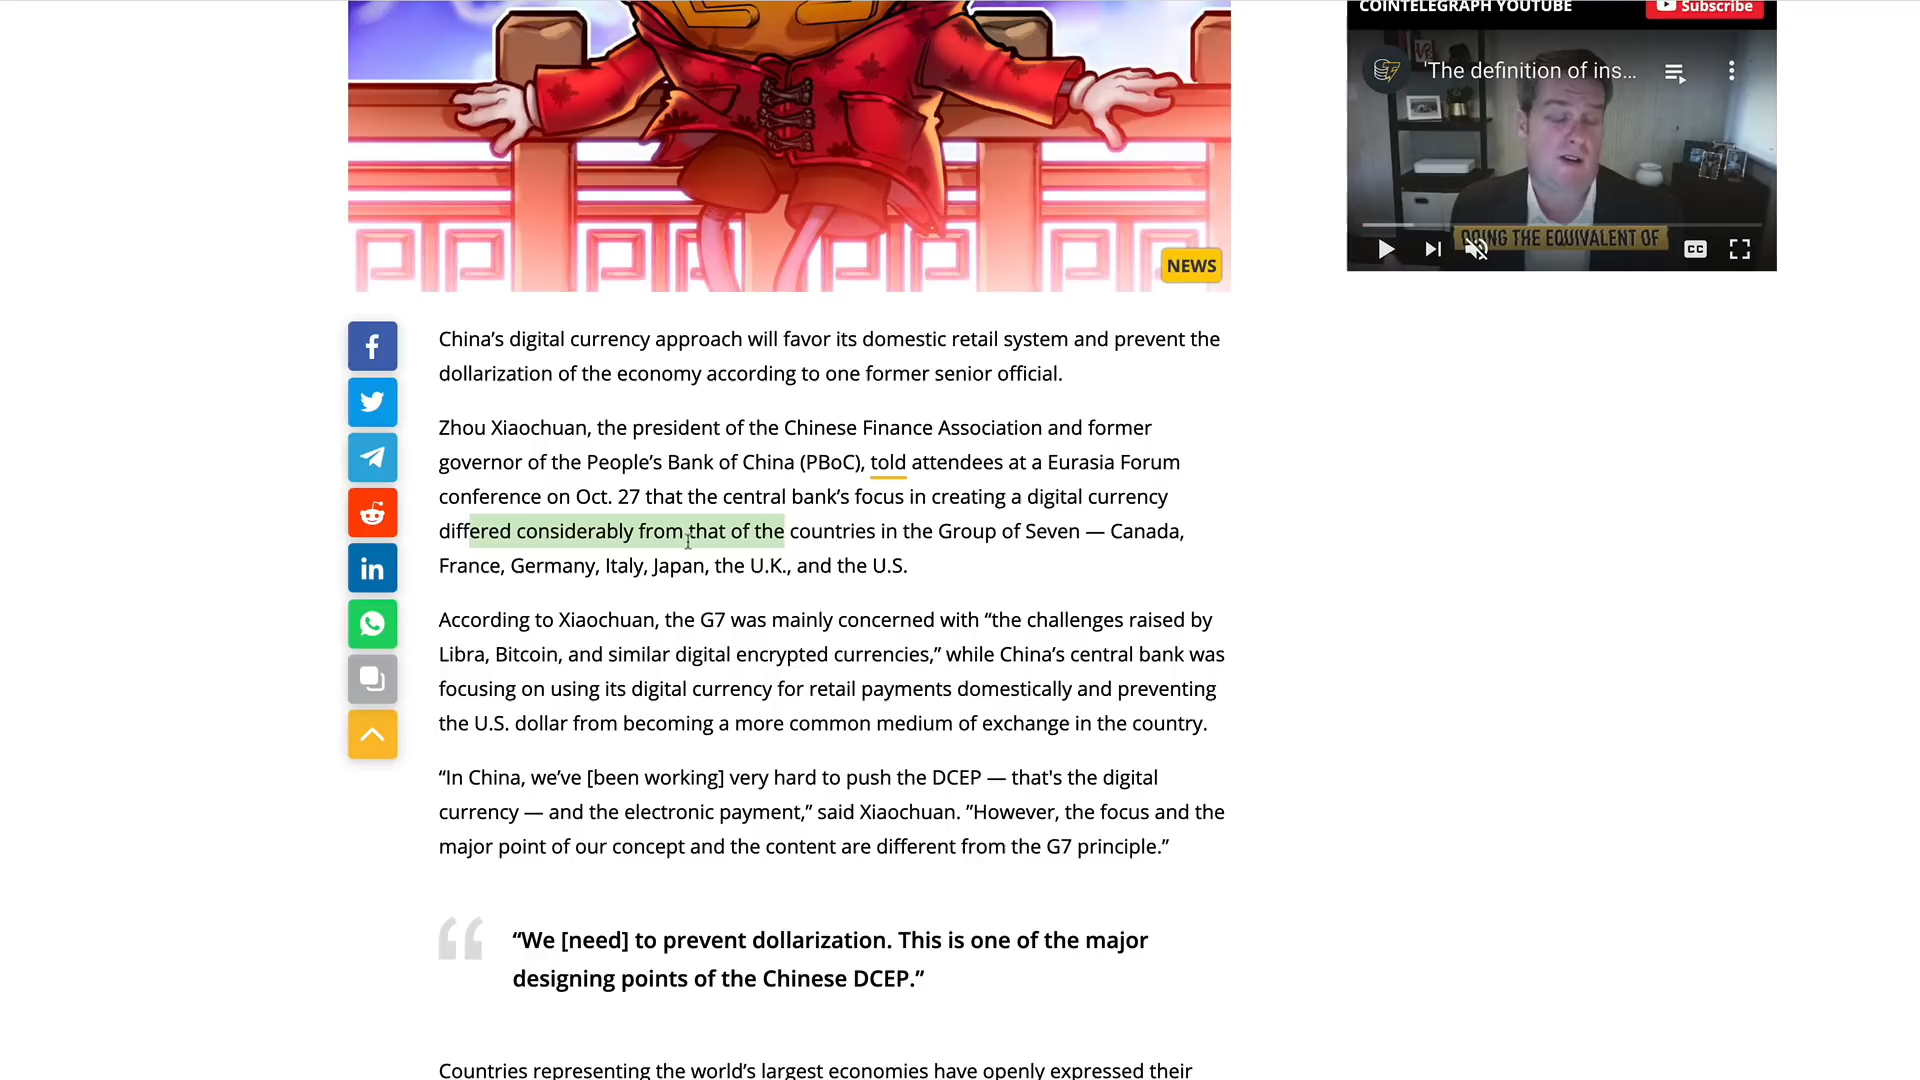 COINTELEGRAPH YOUTUBE
Subscribe
'The definition of ins...
DOING THE EQUIVALENT OF
CC
NEWS
China’s digital currency approach will favor its domestic retail system and prevent the
dollarization of the economy according to one former senior official.
Zhou Xiaochuan, the president of the Chinese Finance Association and former
governor of the People’s Bank of China (PBoC), told attendees at a Eurasia Forum
conference on Oct. 27 that the central bank’s focus in creating a digital currency
differed considerably from that of the countries in the Group of Seven — Canada,
France, Germany, Italy, Japan, the U.K., and the U.S.
According to Xiaochuan, the G7 was mainly concerned with “the challenges raised by
Libra, Bitcoin, and similar digital encrypted currencies,” while China’s central bank was
focusing on using its digital currency for retail payments domestically and preventing
the U.S. dollar from becoming a more common medium of exchange in the country.
“In China, we’ve [been working] very hard to push the DCEP — that's the digital
currency — and the electronic payment,” said Xiaochuan. ”However, the focus and the
major point of our concept and the content are different from the G7 principle.”
“We [need] to prevent dollarization. This is one of the major
designing points of the Chinese DCEP.”
Countries representing the world’s largest economies have openly expressed their